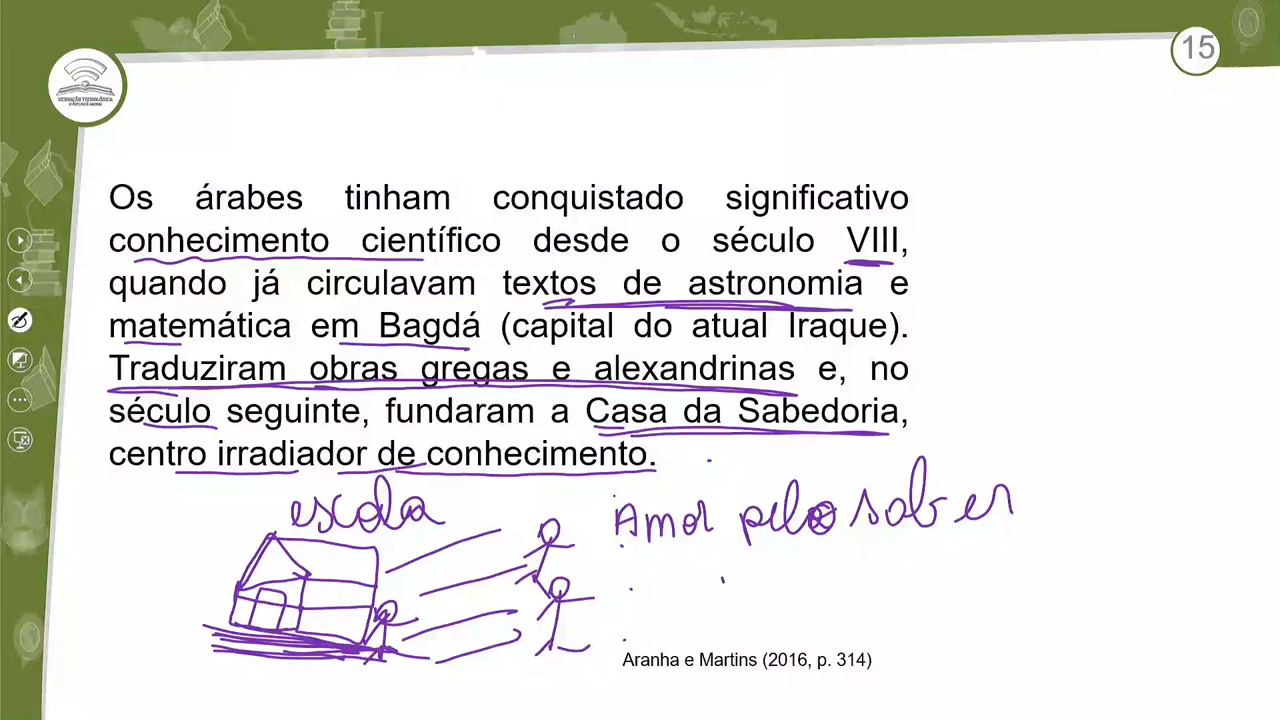 15
MEDIAÇÃO TECNOLÓGICA
Os árabes tinham conquistado significativo
conhecimento científico desde o século VIII,
quando já circulavam textos de astronomia e
matemática em Bagdá (capital do atual Iraque).
Traduziram obras gregas e alexandrinas e, no
século seguinte, fundaram a Casa da Sabedoria,
centro irradiador de conhecimento.
escola
Amor pelo saber
Aranha e Martins (2016, p. 314)